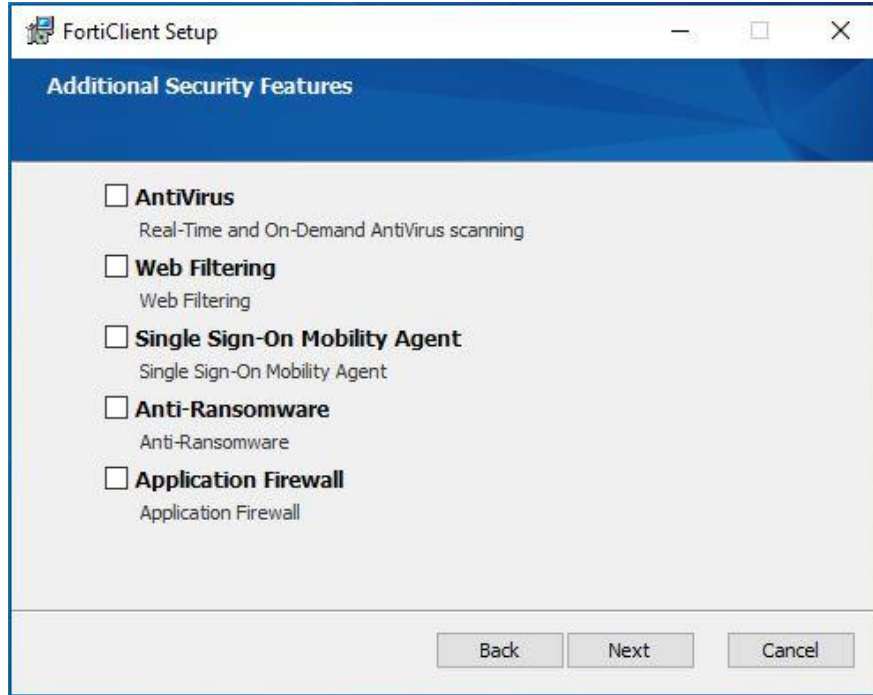 FortiClient Setup
Additional Security Features
AntiVirus
Real-Time and On-Demand AntiVirus scanning
Web Filtering
Web Filtering
Single Sign-On Mobility Agent
Single Sign-On Mobility Agent
Anti-Ransomware
Anti-Ransomware
Application Firewall
Application Firewall
Back Next Cancel